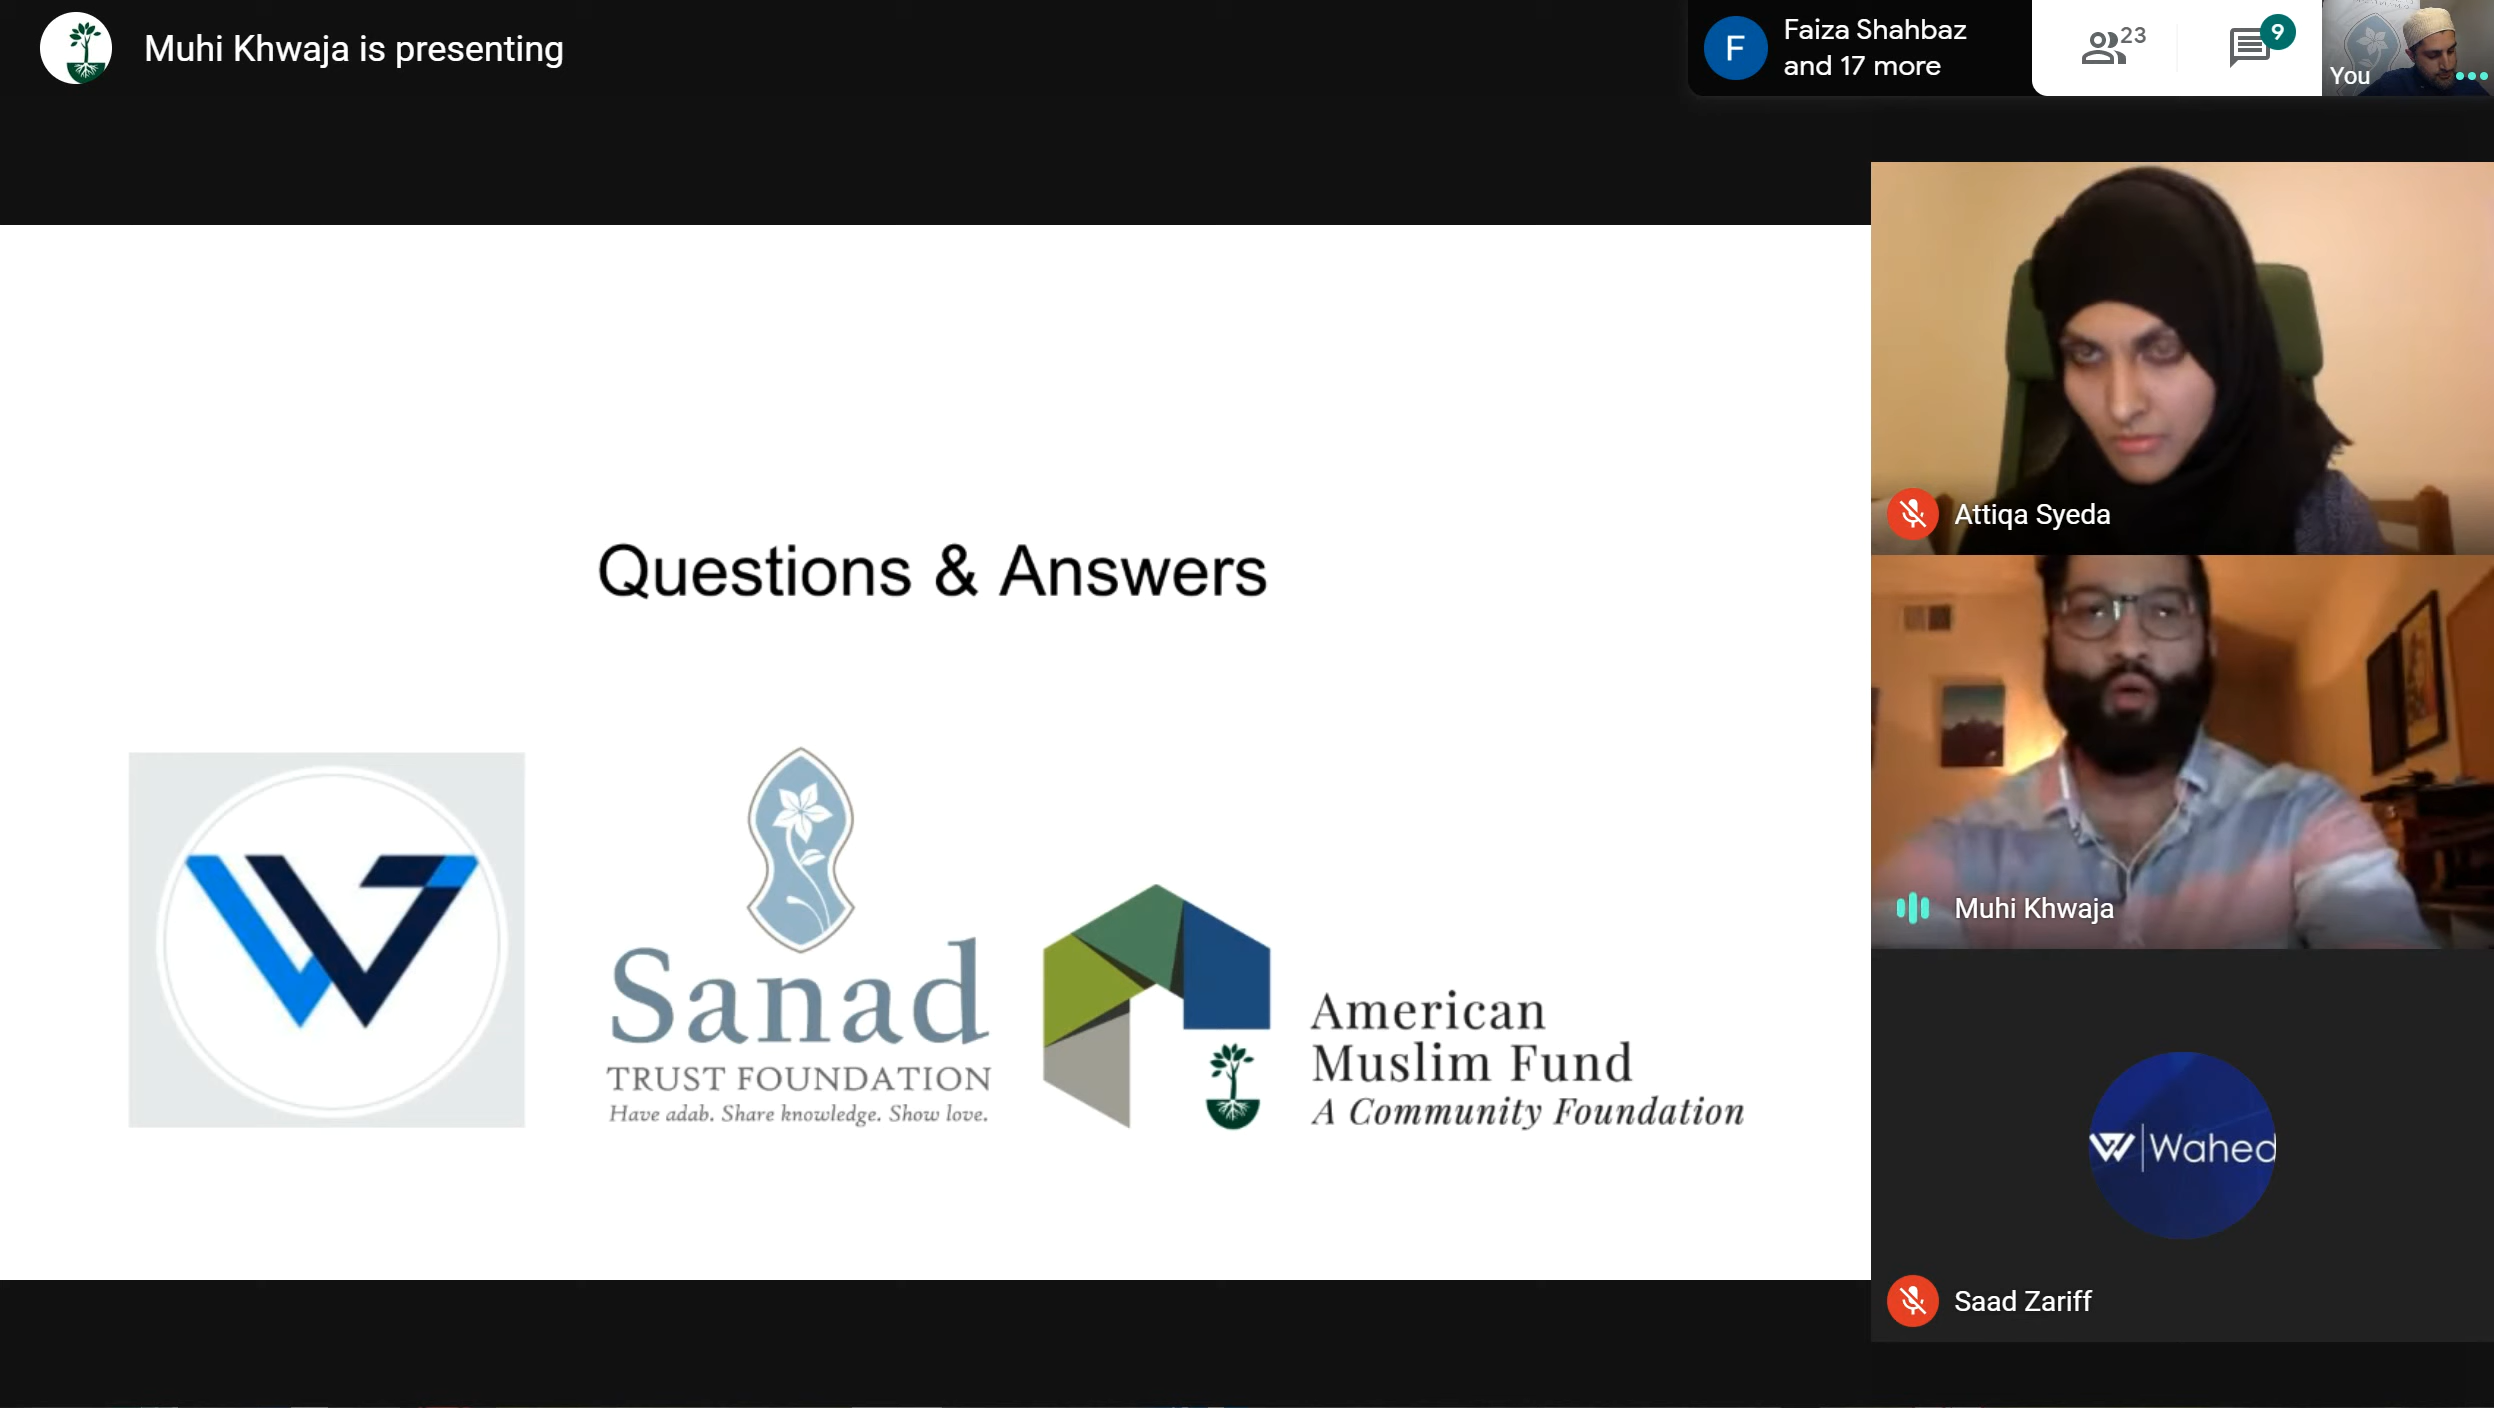 Muhi Khwaja is presenting
Faiza Shahbaz
and 17 more
F
23
9
You
Questions & Answers
Sanad
TRUST FOUNDATION
Have adab. Share knowledge. Show love.
American
Muslim Fund
A Community Foundation
Attiqa Syeda
Muhi Khwaja
Wahed
Saad Zariff